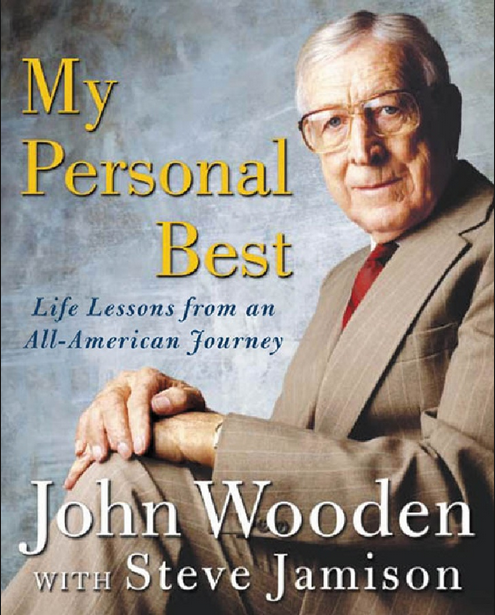 My
Personal
Best
Life Lessons from an
All-American Journey
John Wooden
WITH Steve Jamison